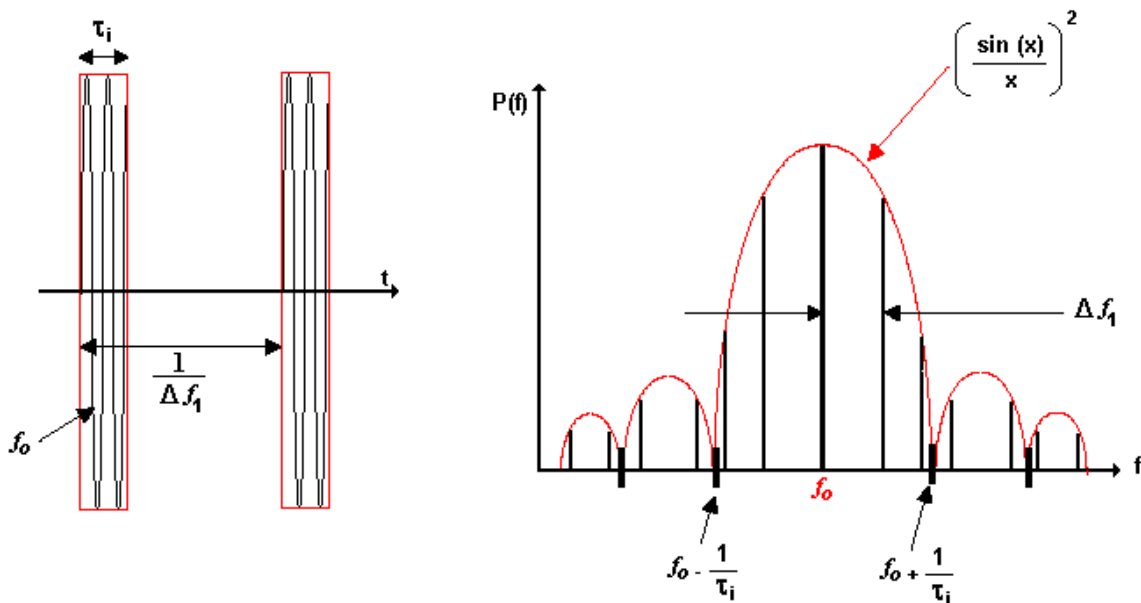 τi
t
1
Δf1
fo
P(f)
(sin (x)
x)2
Δf1
f
fo
fo - 1
τi
fo + 1
τi